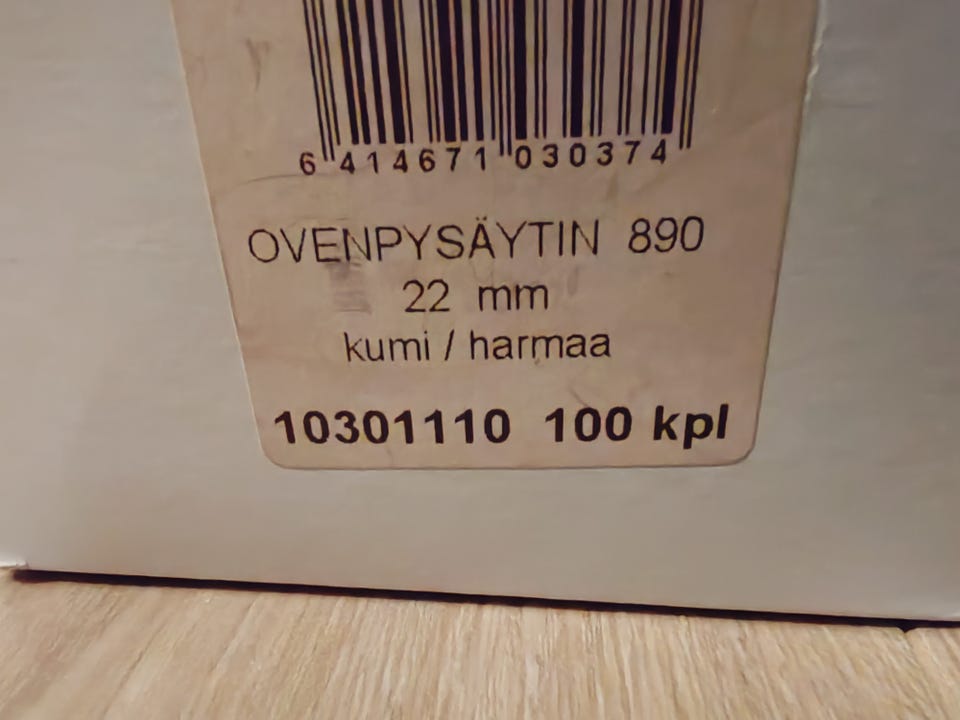 6 414671 030374
OVENPYSÄYTIN 890
22 mm
kumi / harmaa
10301110 100 kpl